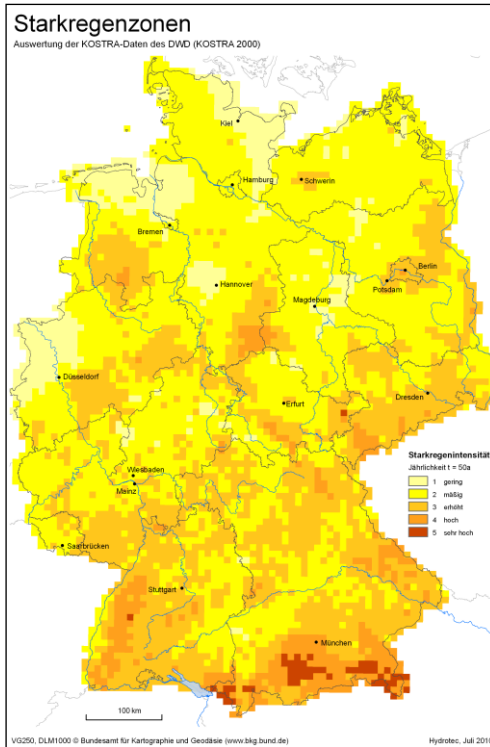 Starkregenzonen
Auswertung der KOSTRA-Daten des DWD (KOSTRA 2000)
Kiel
Hamburg
Schwerin
Bremen
Berlin
Hannover
Potsdam
Magdeburg
Düsseldorf
Erfurt
Dresden
Wiesbaden
Mainz
Saarbrücken
Stuttgart
München
Starkregenintensität
Jährlichkeit t = 50a
1 gering
2 mäßig
3 erhöht
4 hoch
5 sehr hoch
100 km
VG250, DLM1000 © Bundesamt für Kartographie und Geodäsie (www.bkg.bund.de)
Hydrotec, Juli 2010